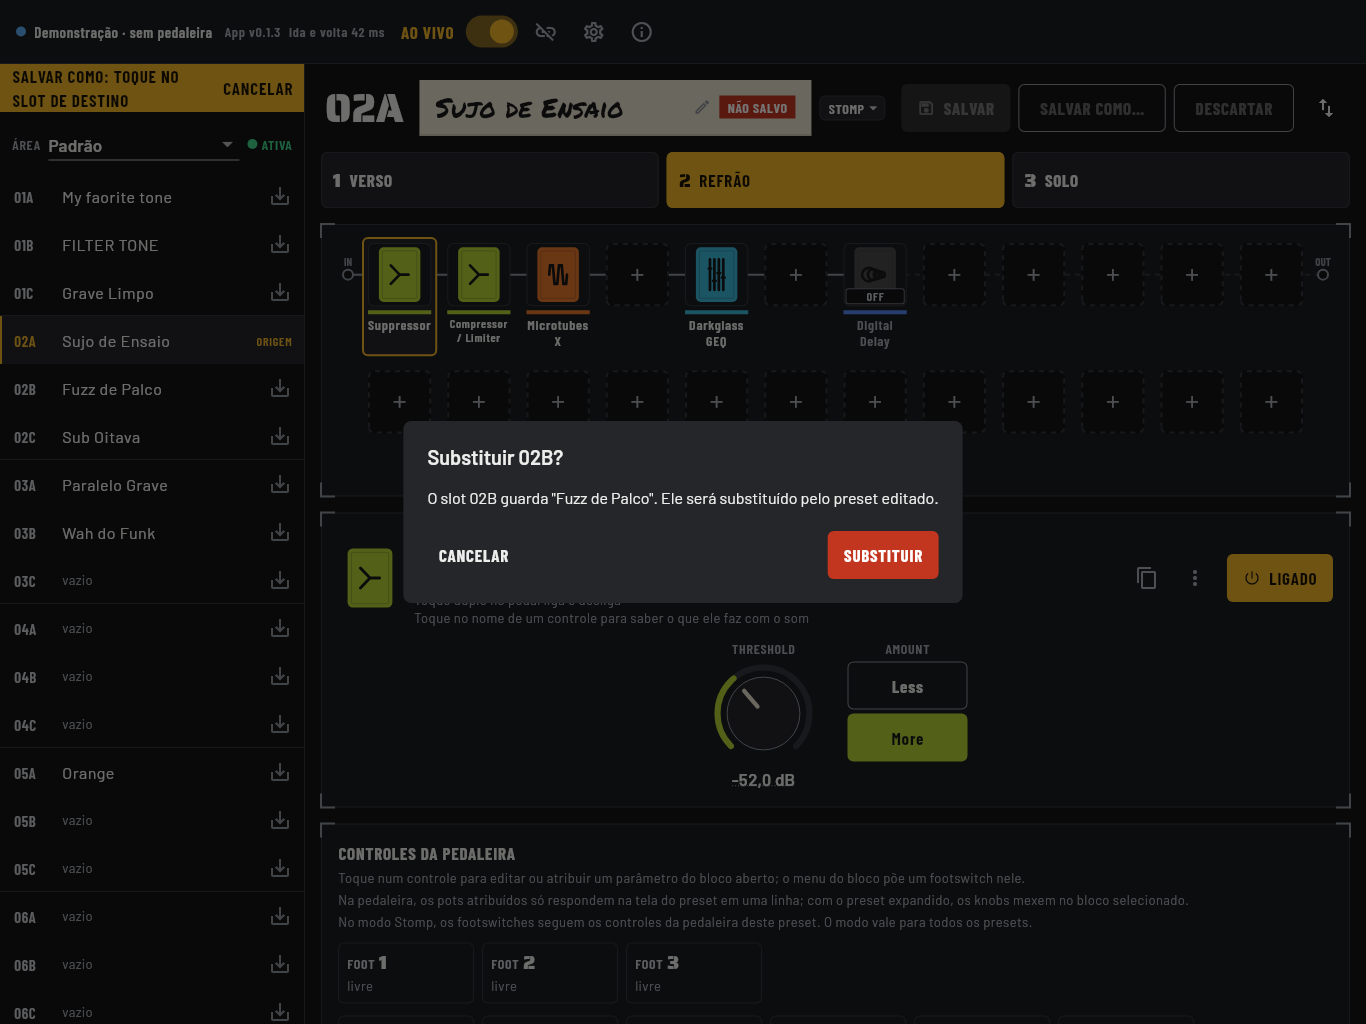 Demonstração · sem pedaleira
App v0.1.3
Ida e volta 42 ms
AO VIVO
SALVAR COMO: TOQUE NO
SLOT DE DESTINO
CANCELAR
ÁREA
Padrão
ATIVA
01A My faorite tone
01B FILTER TONE
01C Grave Limpo
02A Sujo de Ensaio ORIGEM
02B Fuzz de Palco
02C Sub Oitava
03A Paralelo Grave
03B Wah do Funk
03C vazio
04A vazio
04B vazio
04C vazio
05A Orange
05B vazio
05C vazio
06A vazio
06B vazio
06C vazio
02A
Sujo de Ensaio
NÃO SALVO
STOMP
SALVAR
SALVAR COMO...
DESCARTAR
1 VERSO
2 REFRÃO
3 SOLO
IN
OUT
Suppressor
Compressor
/ Limiter
Microtubes
X
Darkglass
GEQ
OFF
Digital
Delay
Substituir 02B?
O slot 02B guarda "Fuzz de Palco". Ele será substituído pelo preset editado.
CANCELAR
SUBSTITUIR
LIGADO
Toque no nome de um controle para saber o que ele faz com o som
THRESHOLD
-52,0 dB
AMOUNT
Less
More
CONTROLES DA PEDALEIRA
Toque num controle para editar ou atribuir um parâmetro do bloco aberto; o menu do bloco põe um footswitch nele.
Na pedaleira, os pots atribuídos só respondem na tela do preset em uma linha; com o preset expandido, os knobs mexem no bloco selecionado.
No modo Stomp, os footswitches seguem os controles da pedaleira deste preset. O modo vale para todos os presets.
FOOT 1
livre
FOOT 2
livre
FOOT 3
livre